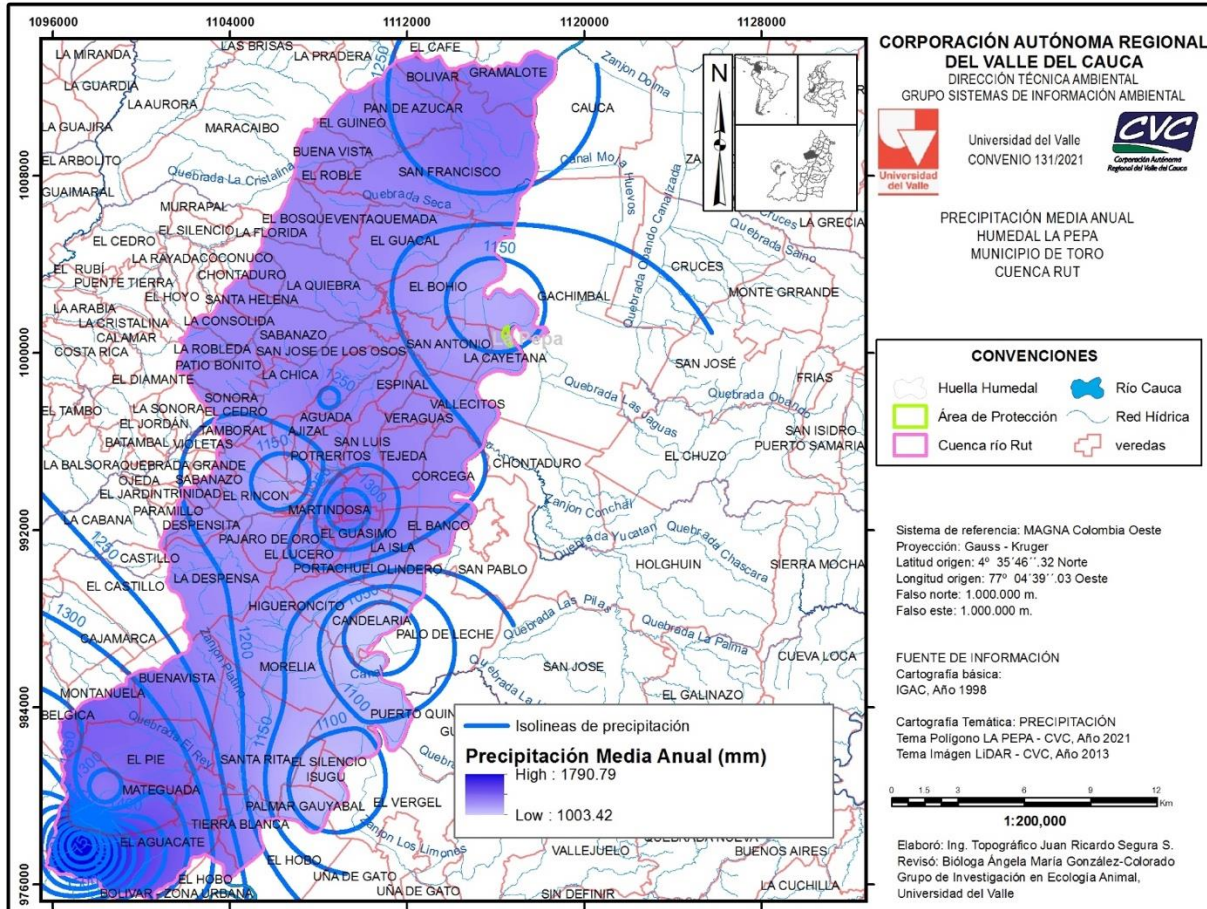 1096000 1104000 1112000 1120000 1128000
LAS BRISAS EL CAFE
LA MIRANDA LA PRADERA Zanjon Doima
1250 BOLIVAR GRAMALOTE
LA GUARDIA
LA AURORA PAN DE AZUCAR CAUCA
EL GUINEO
LA GUAJIRA MARACAIBO
BUENA VISTA
EL ARBOLITO EL ROBLE SAN FRANCISCO
1008000
Quebrada La Cristalina
GUAIMARAL
Quebrada Seca
MURRAPAL
Quebrada Obando Canalizada
LA GRECIA
EL BOSQUE VENTAQUEMADA
EL SILENCIO LA FLORIDA
EL CEDRO EL GUACAL 1150
Quebrada Saino
LA RAYADA COCONUCO
EL RUBÍ CHONTADURO CRUCES
PUENTE TIERRA
LA QUIEBRA EL BOHIO
EL HOYO SANTA HELENA GACHIMBAL MONTE GRRANDE
LA ARABIA
LA CRISTALINA LA CONSOLIDA
CALAMAR SABANAZO
La Pepa
COSTA RICA LA ROBLEDA SAN JOSE DE LOS OSOS SAN ANTONIO
1000000
PATIO BONITO LA CAYETANA
SAN JOSÉ
EL DIAMANTE LA CHICA
1250 ESPINAL
FRIAS
Quebrada Las Jaguas
Quebrada Obando
SONORA
EL TAMBO LA SONORA EL CEDRO VALLECITOS
AGUADA VERAGUAS
EL JORDÁN TAMBORAL AJIZAL
SAN ISIDRO
BATAMBAL VIOLETAS 1150 SAN LUIS PUERTO SAMARIA
POTRERITOS TEJEDA
LA BALSORA QUEBRADA GRANDE CHONTADURO EL CHUZO
OJEDA SABANAZO CORCEGA
EL JARDIN TRINIDAD EL RINCON 1300
PARAMILLO MARTINDOSA
Zanjon Conchal
LA CABANA DESPENSITA EL BANCO
992000
PAJARO DE ORO EL GUASIMO
Quebrada Yucatan
Quebrada Chascara
1250 EL LUCERO LA ISLA
CASTILLO PORTACHUELO LINDERO SAN PABLO HOLGHUIN SIERRA MOCHA
LA DESPENSA
EL CASTILLO
HIGUERONCITO 1050
1300 CANDELARIA
Quebrada Las Pilas
CAJAMARCA 1200 PALO DE LECHE
Quebrada La Palma
Zanjon Platina
CUEVA LOCA
MORELIA SAN JOSE
BUENAVISTA Canal
MONTANUELA 1100 EL GALINAZO
984000
BELGICA PUERTO QUIN
Quebrada El Rey 1150 1100
EL PIE SANTA RITA EL SILENCIO
1300 ISUGU
MATEGUADA
PALMAR GAUYABAL EL VERGEL
TIERRA BLANCA
EL AGUACATE Zanjon Los Limones
VALLEJUELO BUENOS AIRES
EL HOBO
EL HOBO UÑA DE GATO
976000
BOLIVAR ZONA URBANA UÑA DE GATO SIN DEFINIR LA CUCHILLA
N
Isolineas de precipitación
Precipitación Media Anual (mm)
High : 1790.79
Low : 1003.42
CORPORACIÓN AUTÓNOMA REGIONAL
DEL VALLE DEL CAUCA
DIRECCIÓN TÉCNICA AMBIENTAL
GRUPO SISTEMAS DE INFORMACIÓN AMBIENTAL
Universidad
del Valle
Universidad del Valle
CONVENIO 131/2021
CVC
Corporación Autónoma
Regional del Valle del Cauca
PRECIPITACIÓN MEDIA ANUAL
HUMEDAL LA PEPA
MUNICIPIO DE TORO
CUENCA RUT
CONVENCIONES
Huella Humedal Río Cauca
Área de Protección Red Hídrica
Cuenca río Rut veredas
Sistema de referencia: MAGNA Colombia Oeste
Proyección: Gauss - Kruger
Latitud origen: 4º 35´46´´.32 Norte
Longitud origen: 77º 04´39´´.03 Oeste
Falso norte: 1.000.000 m.
Falso este: 1.000.000 m.
FUENTE DE INFORMACIÓN
Cartografía básica:
IGAC, Año 1998
Cartografía Temática: PRECIPITACIÓN
Tema Polígono LA PEPA - CVC, Año 2021
Tema Imágen LiDAR - CVC, Año 2013
0 1.5 3 6 9 12
Km
1:200,000
Elaboró: Ing. Topográfico Juan Ricardo Segura S.
Revisó: Bióloga Ángela María González-Colorado
Grupo de Investigación en Ecología Animal,
Universidad del Valle